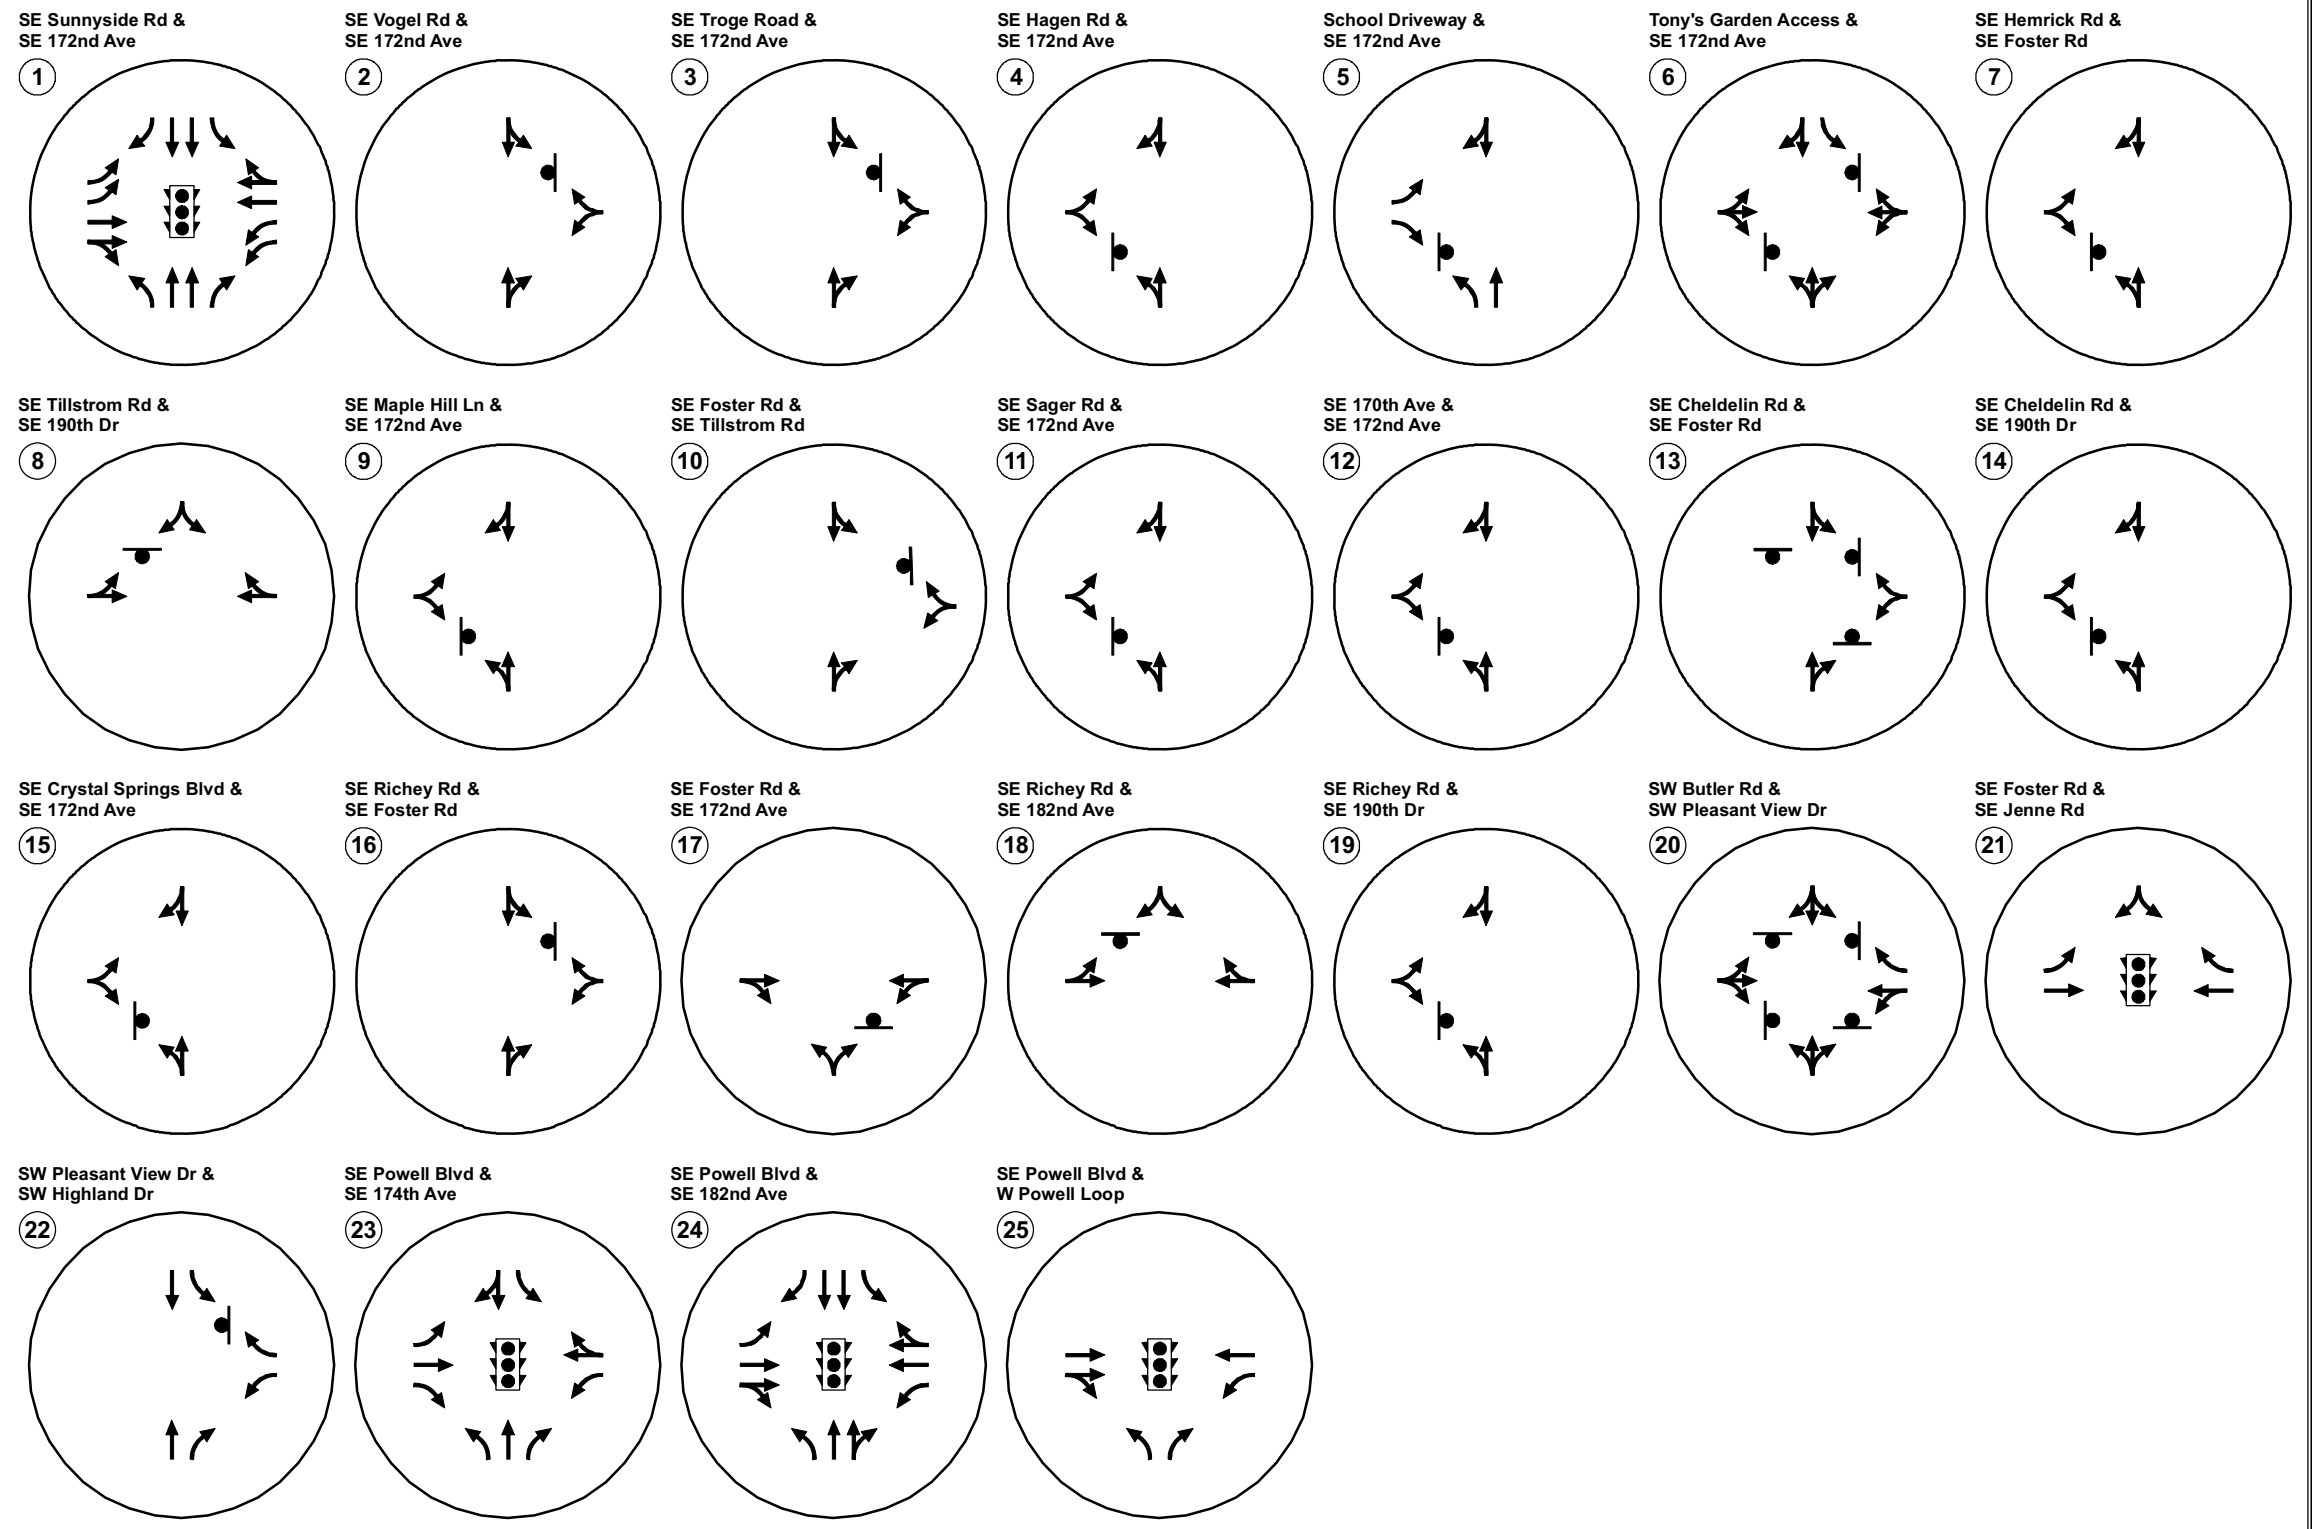 SE Sunnyside Rd &
SE 172nd Ave
1
SE Vogel Rd &
SE 172nd Ave
2
SE Troge Road &
SE 172nd Ave
3
SE Hagen Rd &
SE 172nd Ave
4
School Driveway &
SE 172nd Ave
5
Tony's Garden Access &
SE 172nd Ave
6
SE Hemrick Rd &
SE Foster Rd
7
SE Tillstrom Rd &
SE 190th Dr
8
SE Maple Hill Ln &
SE 172nd Ave
9
SE Foster Rd &
SE Tillstrom Rd
10
SE Sager Rd &
SE 172nd Ave
11
SE 170th Ave &
SE 172nd Ave
12
SE Cheldelin Rd &
SE Foster Rd
13
SE Cheldelin Rd &
SE 190th Dr
14
SE Crystal Springs Blvd &
SE 172nd Ave
15
SE Richey Rd &
SE Foster Rd
16
SE Foster Rd &
SE 172nd Ave
17
SE Richey Rd &
SE 182nd Ave
18
SE Richey Rd &
SE 190th Dr
19
SW Butler Rd &
SW Pleasant View Dr
20
SE Foster Rd &
SE Jenne Rd
21
SW Pleasant View Dr &
SW Highland Dr
22
SE Powell Blvd &
SE 174th Ave
23
SE Powell Blvd &
SE 182nd Ave
24
SE Powell Blvd &
W Powell Loop
25